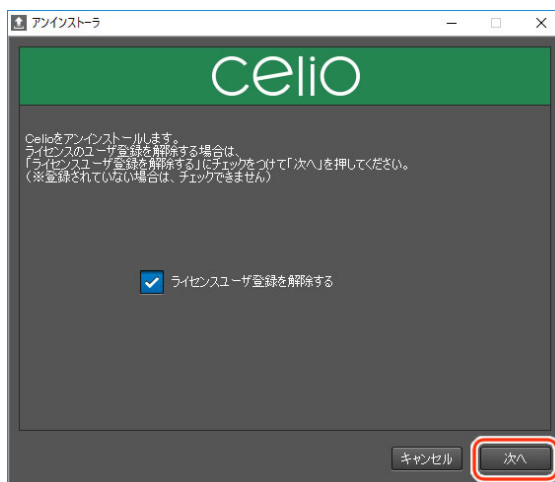 アンインストーラ
celio
Celioをアンインストールします。
ライセンスのユーザ登録を解除する場合は、
「ライセンスユーザ登録を解除する」にチェックをつけて「次へ」を押してください。
(※登録されていない場合は、チェックできません)
ライセンスユーザ登録を解除する
キャンセル 次へ